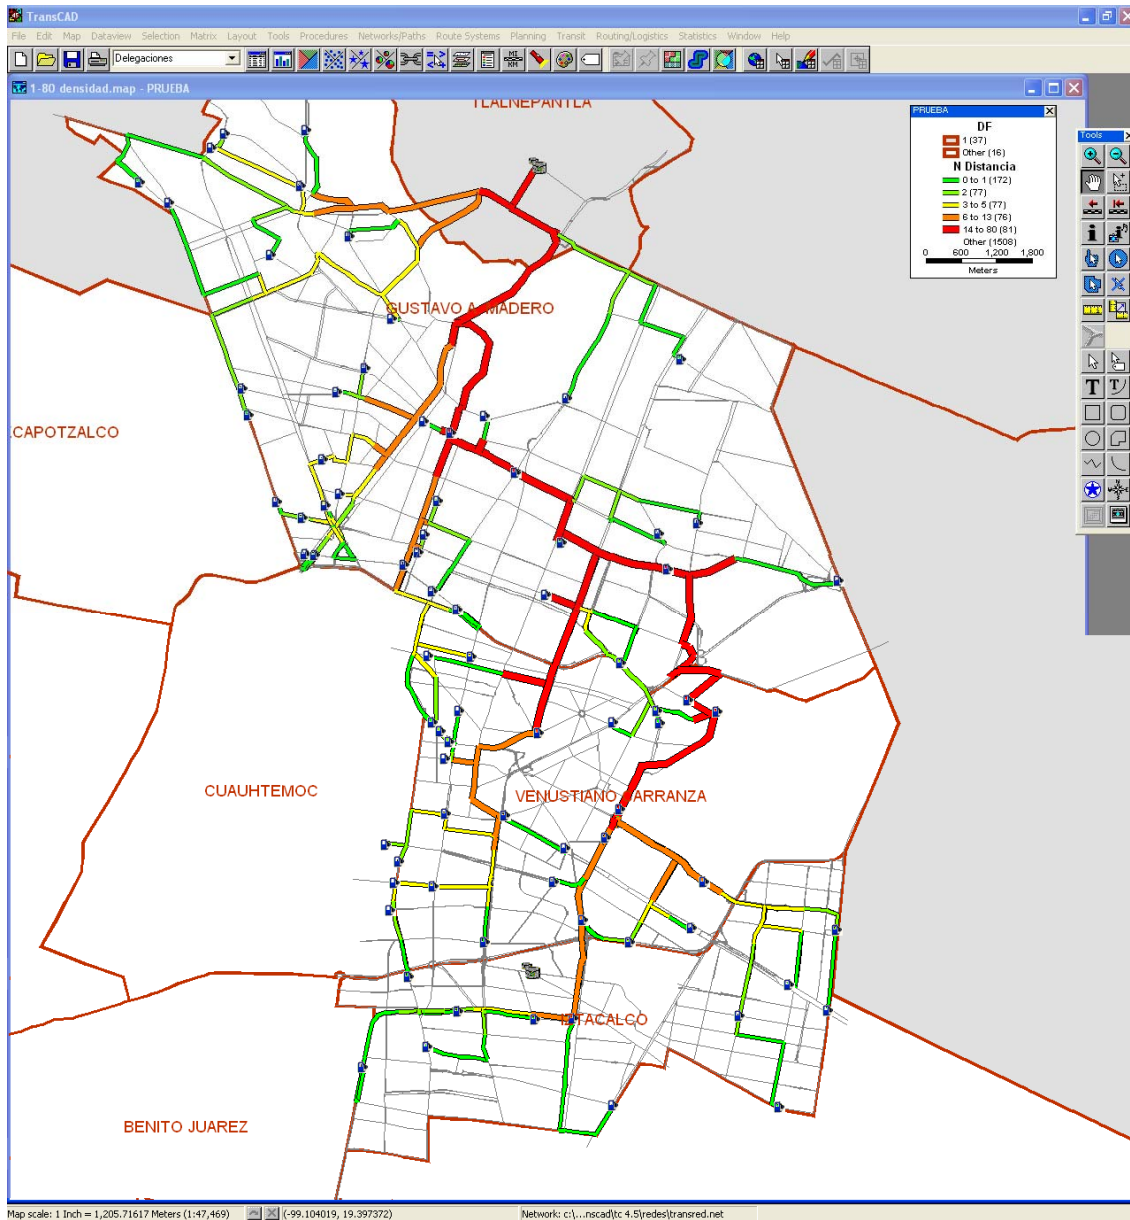 TransCAD
File Edit Map Dataview Selection Matrix Layout Tools Procedures Networks/Paths Route Systems Planning Transit Routing/Logistics Statistics Window Help
Delegaciones
MI
KM
1-80 densidad.map - PRUEBA
TLALNEPANTLA
PRUEBA
DF
1 (37)
Other (16)
N Distancia
0 to 1 (172)
2 (77)
3 to 5 (77)
6 to 13 (76)
14 to 80 (81)
Other (1508)
0 600 1,200 1,800
Meters
Tools
GUSTAVO A. MADERO
CAPOTZALCO
CUAUHTEMOC
VENUSTIANO CARRANZA
IZTACALCO
BENITO JUAREZ
Map scale: 1 Inch = 1,205.71617 Meters (1:47,469)
(-99.104019, 19.397372)
Network: c:\...nscad\tc 4.5\redes\transred.net